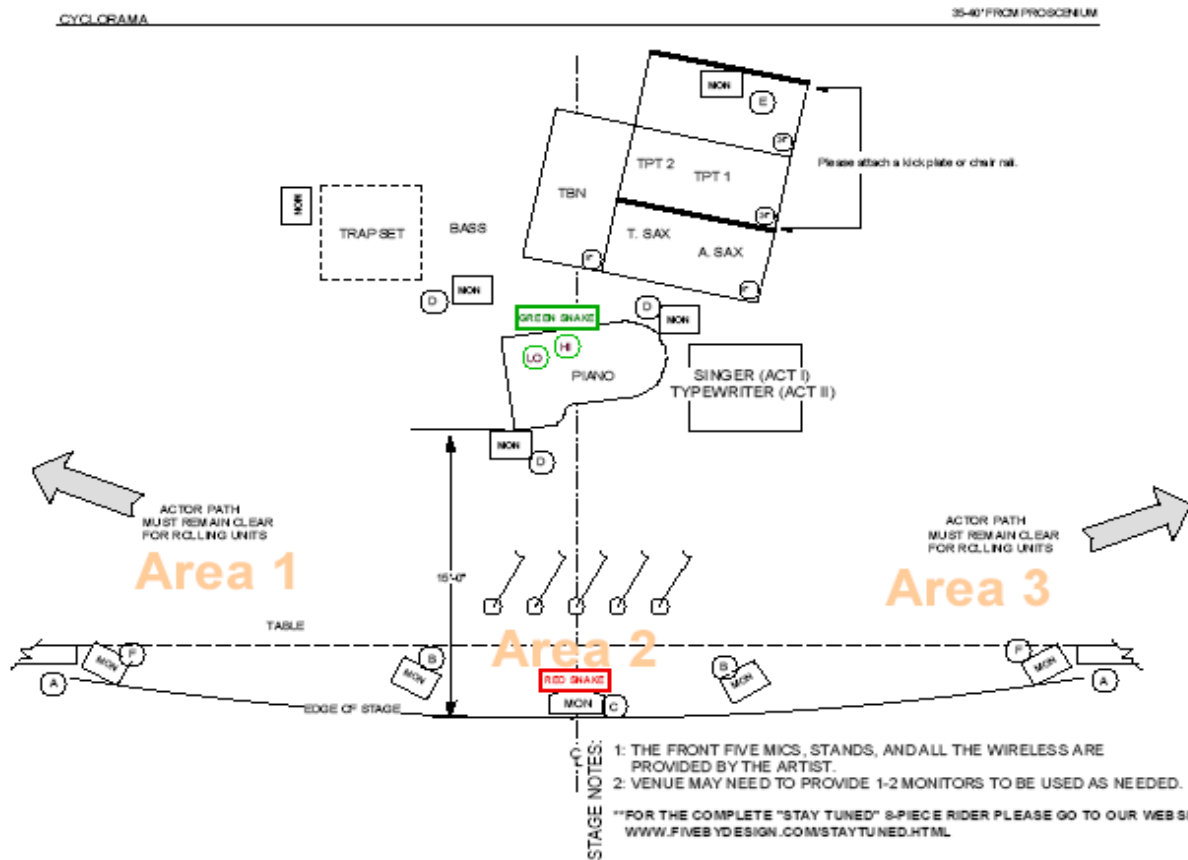 CYCLORAMA
35-40' FROM PROSCENIUM
MON
E
3'
TPT 2
TPT 1
Please attach a kick plate or chair rail.
TBN
MON
TRAP SET
BASS
T. SAX
A. SAX
MON
D
D
MON
GREEN SNAKE
LO
HI
PIANO
SINGER (ACT I)
TYPEWRITER (ACT II)
MON
D
ACTOR PATH
MUST REMAIN CLEAR
FOR ROLLING UNITS
ACTOR PATH
MUST REMAIN CLEAR
FOR ROLLING UNITS
Area 1
15'-0"
Area 3
TABLE
Area 2
MON
F
B
MON
B
MON
F
MON
A
A
RED SNAKE
MON
C
EDGE OF STAGE
STAGE NOTES:
1: THE FRONT FIVE MICS, STANDS, AND ALL THE WIRELESS ARE
PROVIDED BY THE ARTIST.
2: VENUE MAY NEED TO PROVIDE 1-2 MONITORS TO BE USED AS NEEDED.
**FOR THE COMPLETE "STAY TUNED" 8-PIECE RIDER PLEASE GO TO OUR WEBSI
WWW.FIVEBYDESIGN.COM/STAYTUNED.HTML